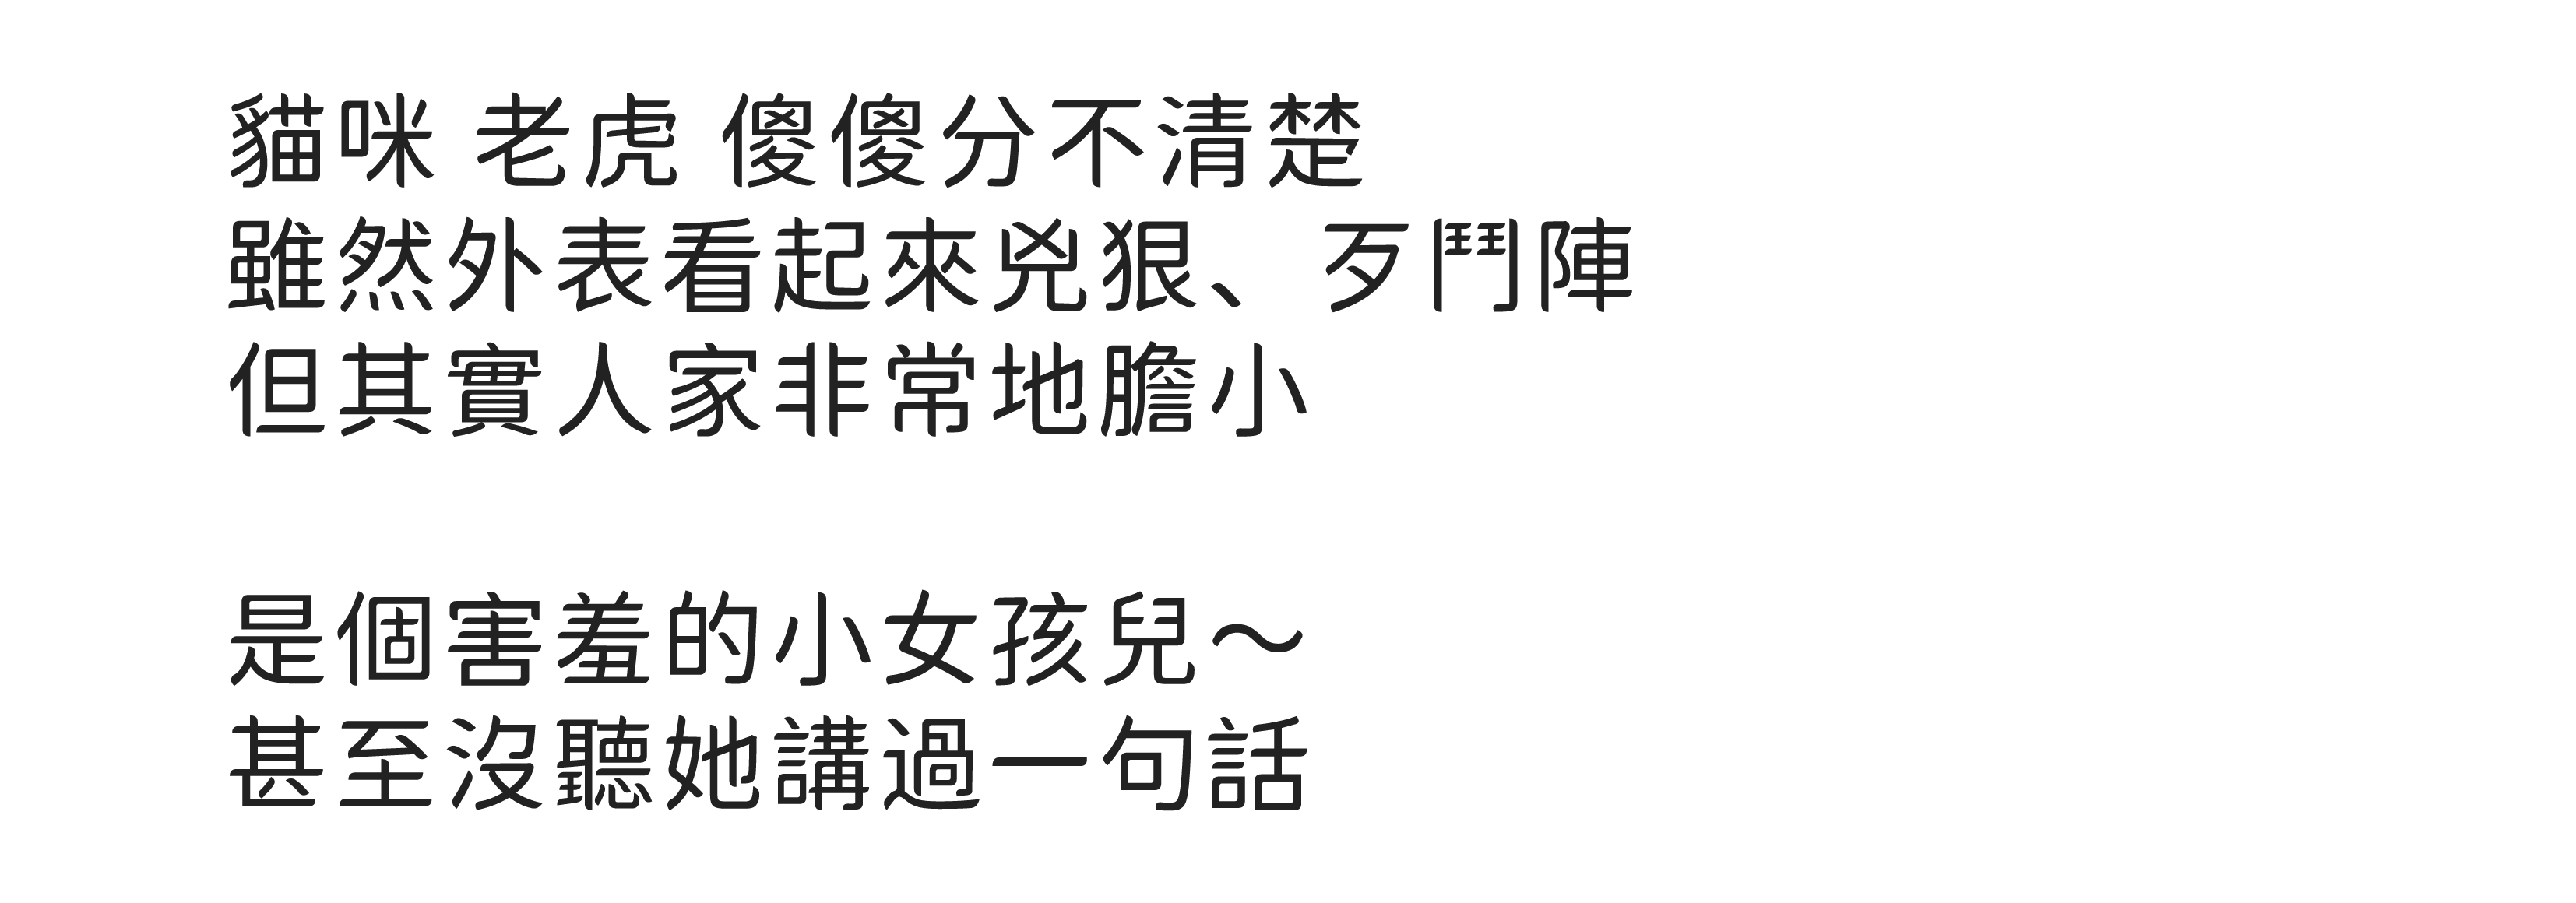 貓咪 老虎 傻傻分不清楚
雖然外表看起來兇狠、歹鬥陣
但其實人家非常地膽小
是個害羞的小女孩兒～
甚至沒聽她講過一句話